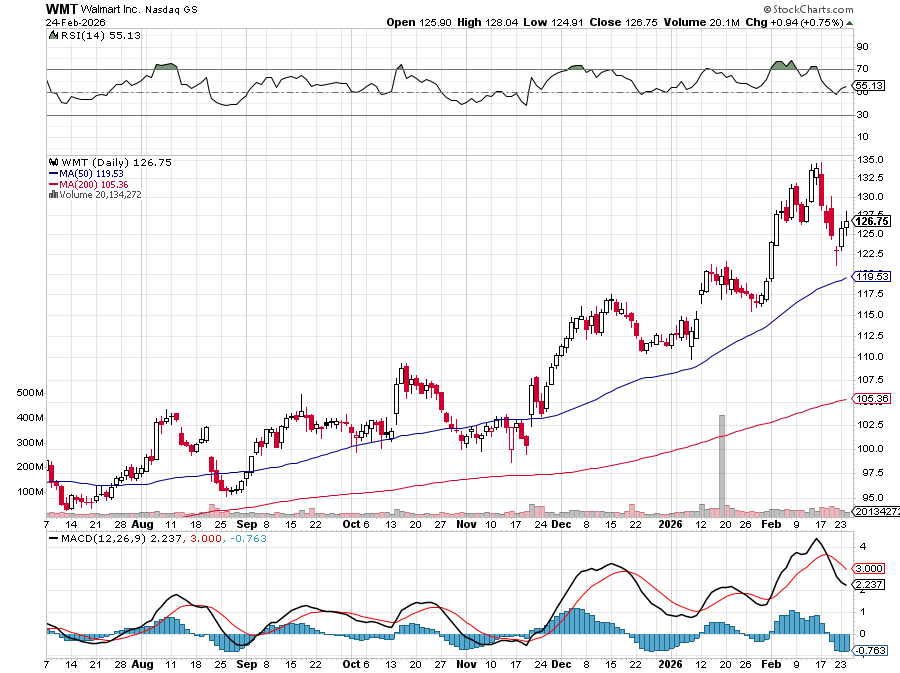 WMT Walmart Inc. Nasdaq GS © StockCharts.com
24-Feb-2026 Open 125.90 High 128.04 Low 124.91 Close 126.75 Volume 20.1M Chg +0.94 (+0.75%)
RSI(14) 55.13
90
70
55.13
50
30
10
WMT (Daily) 126.75
MA(50) 119.53
MA(200) 105.36
Volume 20,134,272
135.0
132.5
130.0
127.5
126.75
125.0
122.5
119.53
117.5
115.0
112.5
110.0
107.5
105.36
102.5
100.0
97.5
95.0
20134272
500M
400M
300M
200M
100M
7 14 21 28 Aug 11 18 25 Sep 8 15 22 Oct 6 13 20 27 Nov 10 17 24 Dec 8 15 22 2026 12 20 26 Feb 9 17 23
MACD(12,26,9) 2.237, 3.000, -0.763
4
3.000
2.237
2
1
0
-0.763
7 14 21 28 Aug 11 18 25 Sep 8 15 22 Oct 6 13 20 27 Nov 10 17 24 Dec 8 15 22 2026 12 20 26 Feb 9 17 23